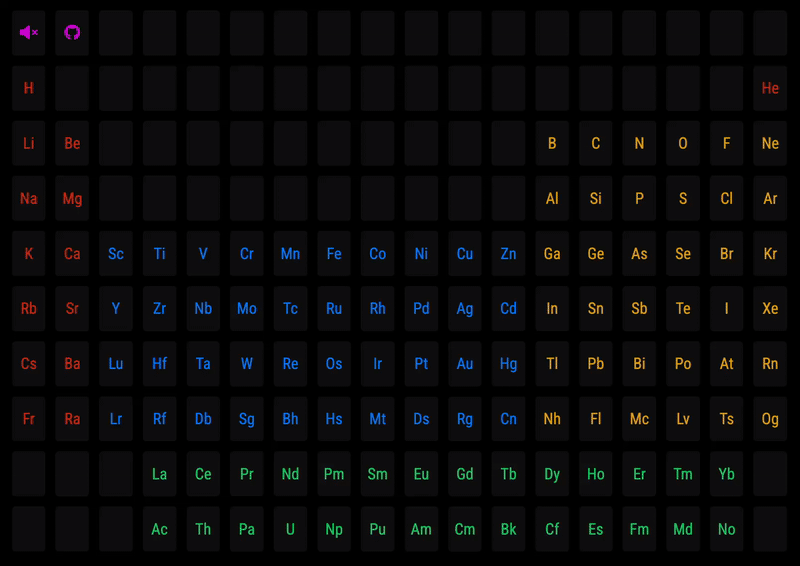 H He
Li Be B C N O F Ne
Na Mg Al Si P S Cl Ar
K Ca Sc Ti V Cr Mn Fe Co Ni Cu Zn Ga Ge As Se Br Kr
Rb Sr Y Zr Nb Mo Tc Ru Rh Pd Ag Cd In Sn Sb Te I Xe
Cs Ba Lu Hf Ta W Re Os Ir Pt Au Hg Tl Pb Bi Po At Rn
Fr Ra Lr Rf Db Sg Bh Hs Mt Ds Rg Cn Nh Fl Mc Lv Ts Og
La Ce Pr Nd Pm Sm Eu Gd Tb Dy Ho Er Tm Yb
Ac Th Pa U Np Pu Am Cm Bk Cf Es Fm Md No